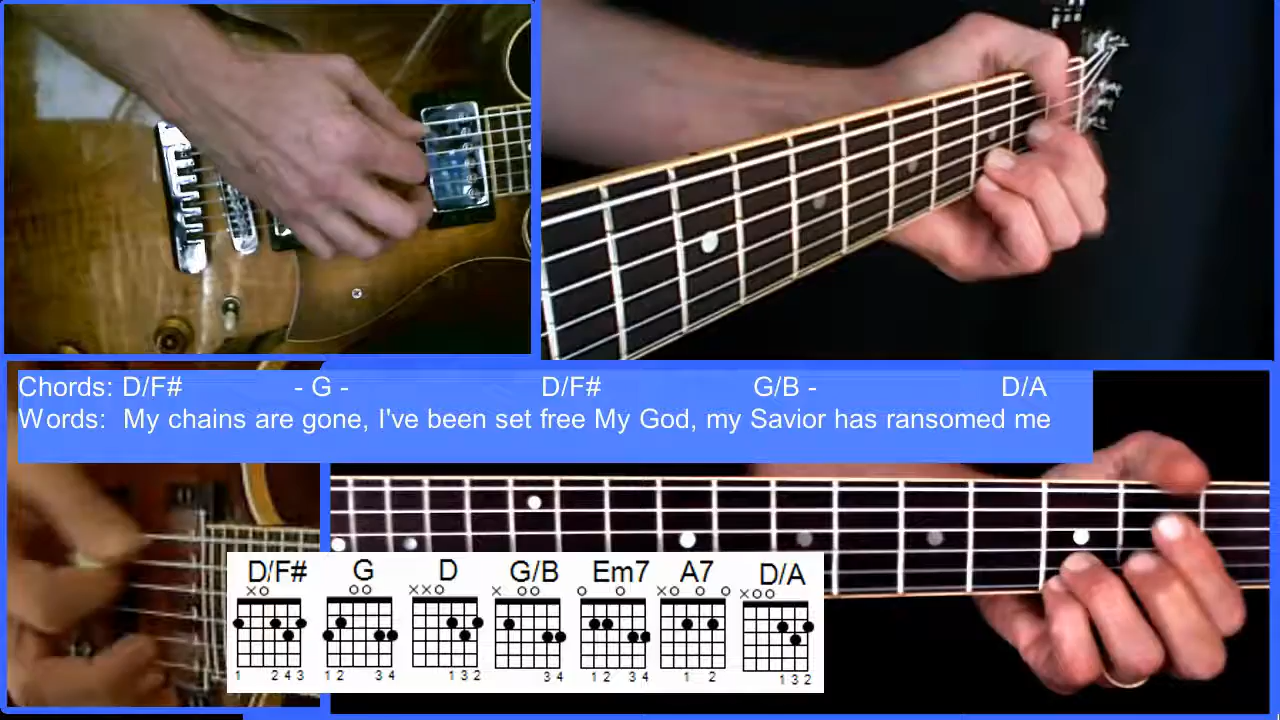 Chords: D/F# - G - D/F# G/B - D/A
Words: My chains are gone, I've been set free My God, my Savior has ransomed me
D/F# G D G/B Em7 A7 D/A
x o o o x x o x o o o o x o o o x o o
1 2 4 3 1 2 3 4 1 3 2 3 4 1 2 3 4 1 2 1 3 2